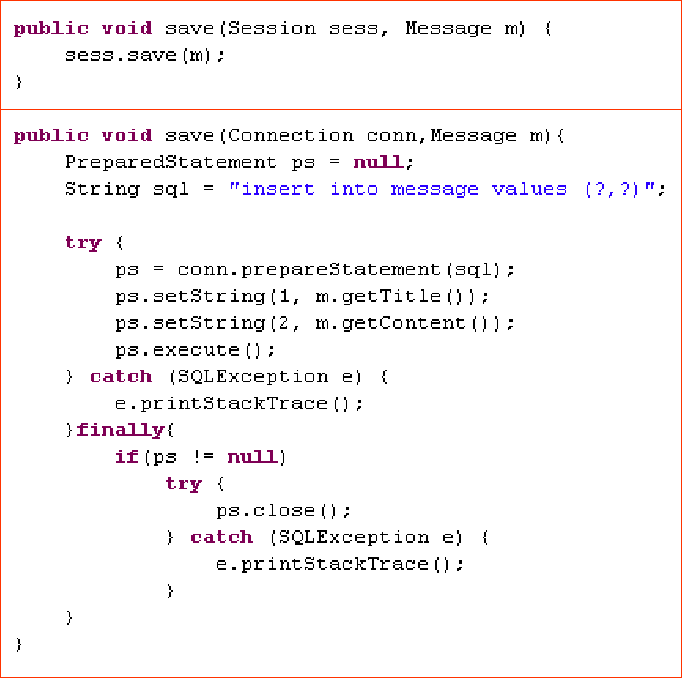 public void save(Session sess, Message m) {
    sess.save(m);
}
public void save(Connection conn,Message m){
    PreparedStatement ps = null;
    String sql = "insert into message values (?,?)";
    try {
        ps = conn.prepareStatement(sql);
        ps.setString(1, m.getTitle());
        ps.setString(2, m.getContent());
        ps.execute();
    } catch (SQLException e) {
        e.printStackTrace();
    }finally{
        if(ps != null)
            try {
                ps.close();
            } catch (SQLException e) {
                e.printStackTrace();
            }
    }
}